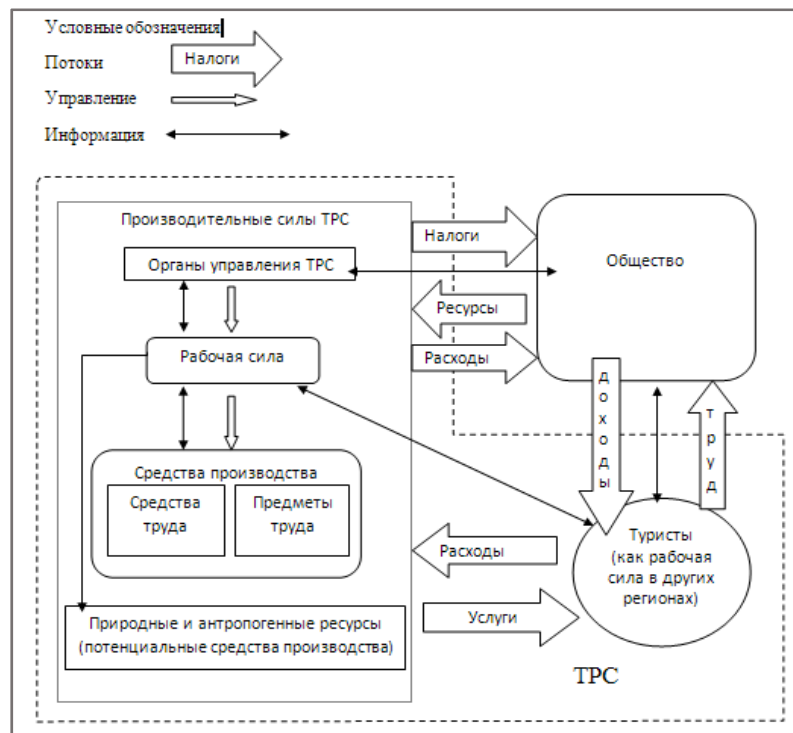 Условные обозначения
Потоки
Налоги
Управление
Информация
Производительные силы ТРС
Органы управления ТРС
Рабочая сила
Средства производства
Средства
труда
Предметы
труда
Природные и антропогенные ресурсы
(потенциальные средства производства)
Налоги
Ресурсы
Расходы
Общество
доходы
труд
Расходы
Услуги
Туристы
(как рабочая
сила в других
регионах)
ТРС